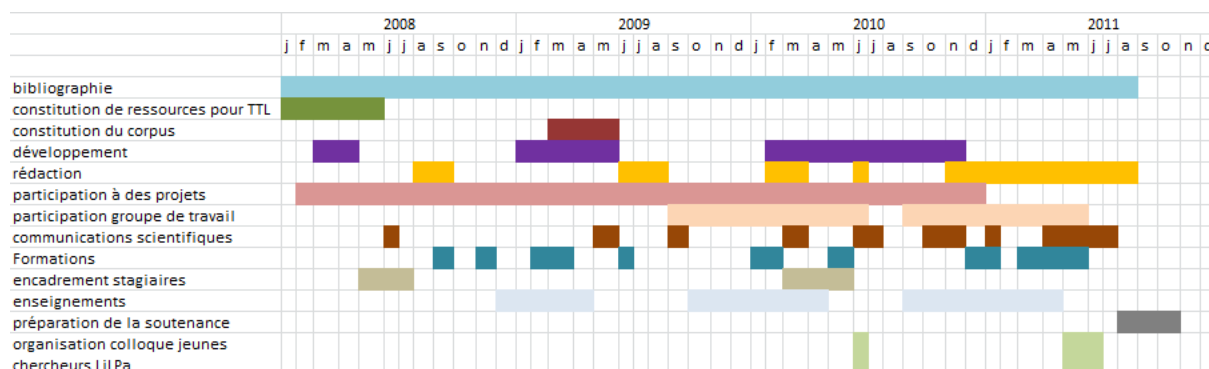 2008 2009 2010 2011
j f m a m j j a s o n d j f m a m j j a s o n d j f m a m j j a s o n d j f m a m j j a s o n d
bibliographie
constitution de ressources pour TTL
constitution du corpus
développement
rédaction
participation à des projets
participation groupe de travail
communications scientifiques
Formations
encadrement stagiaires
enseignements
préparation de la soutenance
organisation colloque jeunes
chercheurs LiLPa